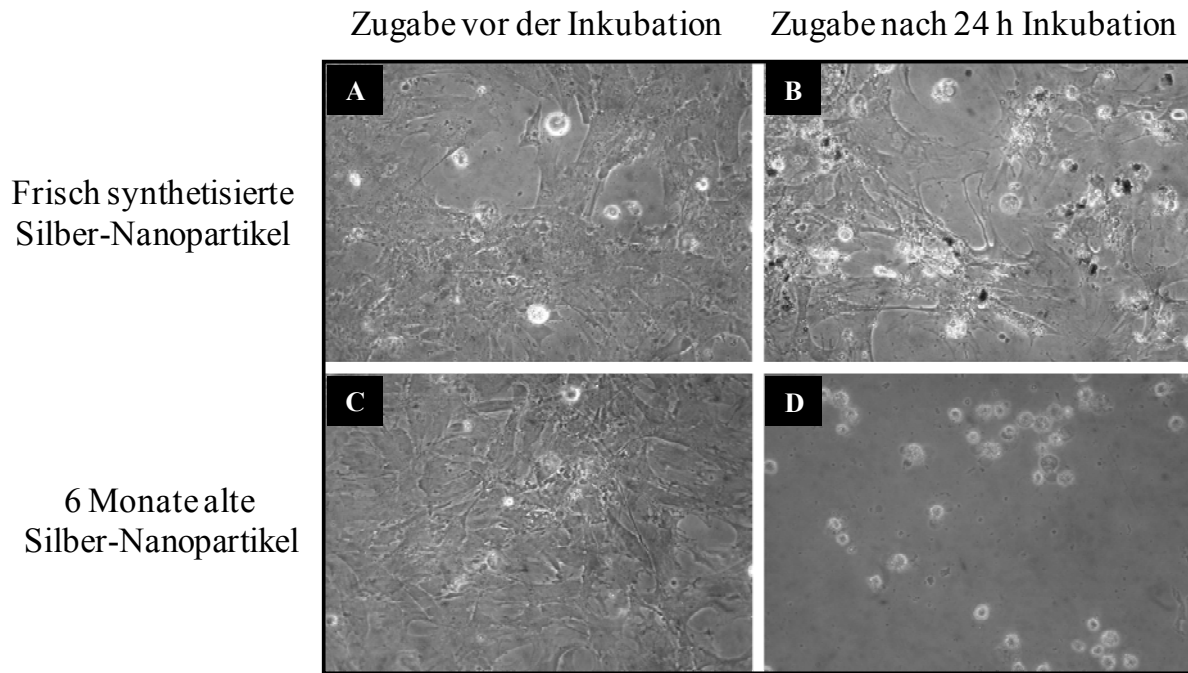 Zugabe vor der Inkubation
Zugabe nach 24 h Inkubation
Frisch synthetisierte
Silber-Nanopartikel
A
B
6 Monate alte
Silber-Nanopartikel
C
D